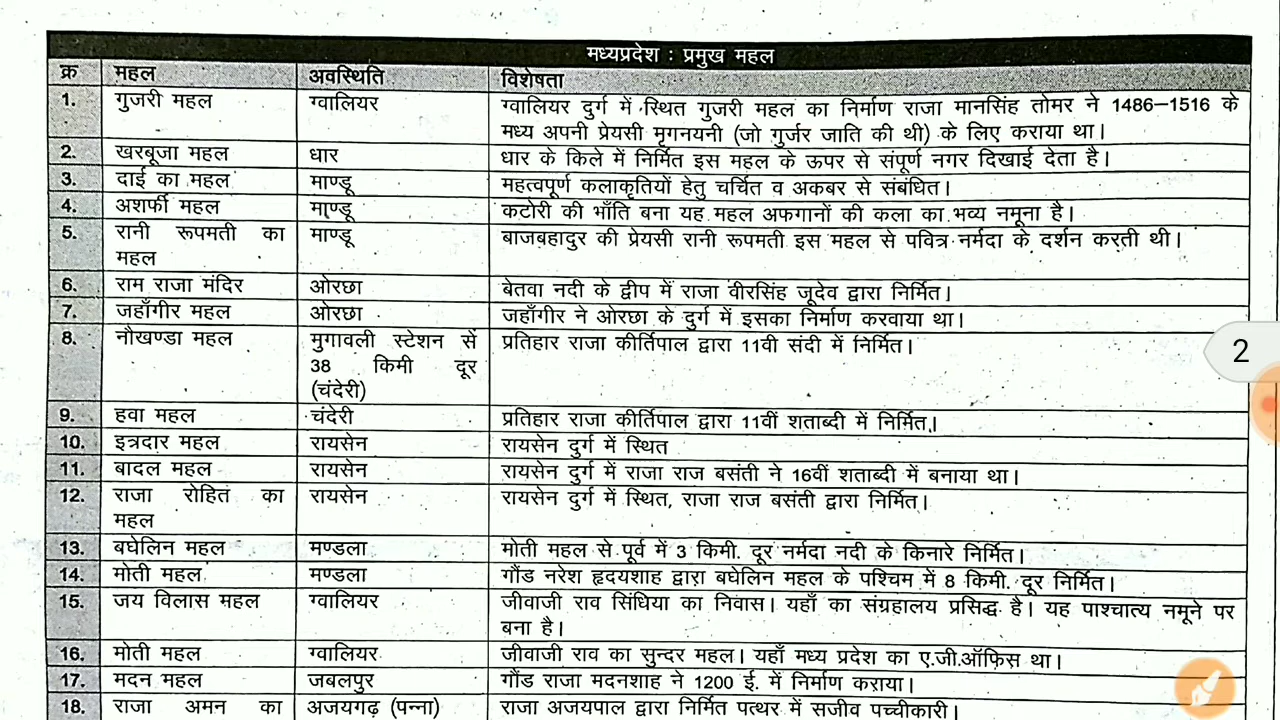 मध्यप्रदेश : प्रमुख महल
क्र महल अवस्थिति विशेषता
1. गुजरी महल ग्वालियर ग्वालियर दुर्ग में स्थित गुजरी महल का निर्माण राजा मानसिंह तोमर ने 1486–1516 के
मध्य अपनी प्रेयसी मृगनयनी (जो गुर्जर जाति की थी) के लिए कराया था।
2. खरबूजा महल धार धार के किले में निर्मित इस महल के ऊपर से संपूर्ण नगर दिखाई देता है।
3. दाई का महल माण्डू महत्वपूर्ण कलाकृतियों हेतु चर्चित व अकबर से संबंधित।
4. अशर्फी महल माण्डू कटोरी की भाँति बना यह महल अफगानों की कला का भव्य नमूना है।
5. रानी रूपमती का माण्डू बाजबहादुर की प्रेयसी रानी रूपमती इस महल से पवित्र नर्मदा के दर्शन करती थी।
महल
6. राम राजा मंदिर ओरछा बेतवा नदी के द्वीप में राजा वीरसिंह जूदेव द्वारा निर्मित।
7. जहाँगीर महल ओरछा जहाँगीर ने ओरछा के दुर्ग में इसका निर्माण करवाया था।
8. नौखण्डा महल मुगावली स्टेशन से प्रतिहार राजा कीर्तिपाल द्वारा 11वी संदी में निर्मित।
38 किमी दूर
(चंदेरी)
9. हवा महल चंदेरी प्रतिहार राजा कीर्तिपाल द्वारा 11वीं शताब्दी में निर्मित।
10. इत्रदार महल रायसेन रायसेन दुर्ग में स्थित
11. बादल महल रायसेन रायसेन दुर्ग में राजा राज बसंती ने 16वीं शताब्दी में बनाया था।
12. राजा रोहित का रायसेन रायसेन दुर्ग में स्थित, राजा राज बसंती द्वारा निर्मित।
महल
13. बघेलिन महल मण्डला मोती महल से पूर्व में 3 किमी. दूर नर्मदा नदी के किनारे निर्मित।
14. मोती महल मण्डला गौंड नरेश हृदयशाह द्वारा बघेलिन महल के पश्चिम में 8 किमी. दूर निर्मित।
15. जय विलास महल ग्वालियर जीवाजी राव सिंधिया का निवास। यहाँ का संग्रहालय प्रसिद्ध है। यह पाश्चात्य नमूने पर
बना है।
16. मोती महल ग्वालियर जीवाजी राव का सुन्दर महल। यहाँ मध्य प्रदेश का ए.जी.ऑफिस था।
17. मदन महल जबलपुर गौंड राजा मदनशाह ने 1200 ई. में निर्माण कराया।
18. राजा अमन का अजयगढ़ (पन्ना) राजा अजयपाल द्वारा निर्मित पत्थर में सजीव पच्चीकारी।
2